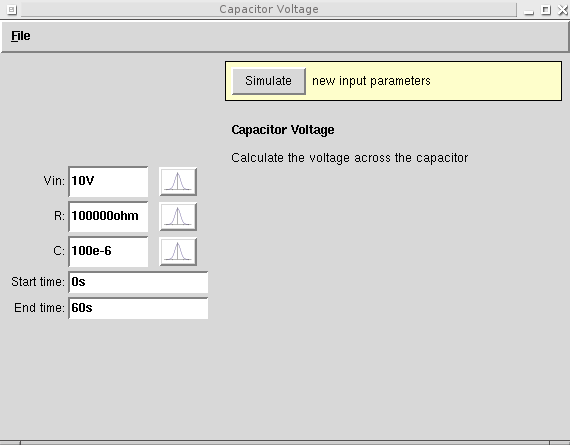 Capacitor Voltage
File
Simulate new input parameters
Capacitor Voltage
Calculate the voltage across the capacitor
Vin: 10V
R: 100000ohm
C: 100e-6
Start time: 0s
End time: 60s